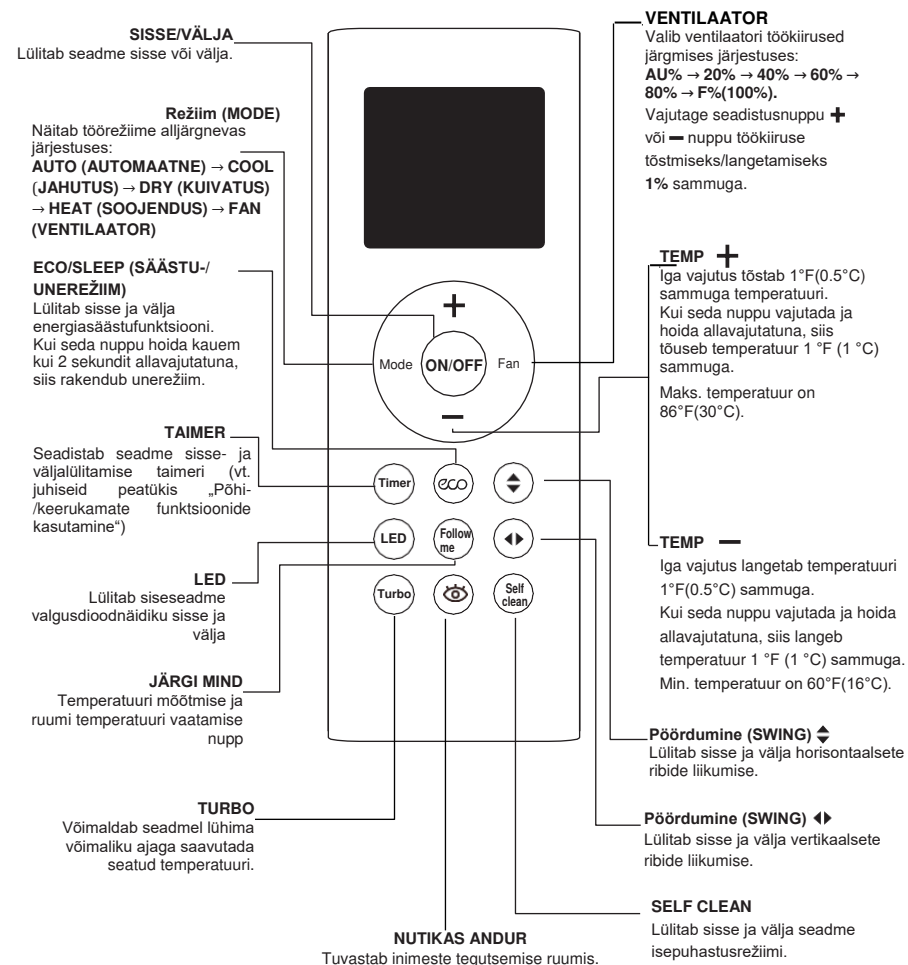 SISSE/VÄLJA
Lülitab seadme sisse või välja.
Režiim (MODE)
Näitab töörežiime alljärgnevas
järjestuses:
AUTO (AUTOMAATNE) → COOL
(JAHUTUS) → DRY (KUIVATUS)
→ HEAT (SOOJENDUS) → FAN
(VENTILAATOR)
ECO/SLEEP (SÄÄSTU-/
UNEREŽIIM)
Lülitab sisse ja välja
energiasäästufunktsiooni.
Kui seda nuppu hoida kauem
kui 2 sekundit allavajutatuna,
siis rakendub unerežiim.
TAIMER
Seadistab seadme sisse- ja
väljalülitamise taimeri (vt.
juhiseid peatükis „Põhi-
/keerukamate funktsioonide
kasutamine“)
LED
Lülitab siseseadme
valgusdioodnäidiku sisse ja
välja
JÄRGI MIND
Temperatuuri mõõtmise ja
ruumi temperatuuri vaatamise
nupp
TURBO
Võimaldab seadmel lühima
võimaliku ajaga saavutada
seatud temperatuuri.
+
Mode
ON/OFF
Fan
−
Timer
eco
LED
Follow
me
Turbo
Self
clean
VENTILAATOR
Valib ventilaatori töökiirused
järgmises järjestuses:
AU% → 20% → 40% → 60% →
80% → F%(100%).
Vajutage seadistusnuppu +
või − nuppu töökiiruse
tõstmiseks/langetamiseks
1% sammuga.
TEMP +
Iga vajutus tõstab 1°F(0.5°C)
sammuga temperatuuri.
Kui seda nuppu vajutada ja
hoida allavajutatuna, siis
tõuseb temperatuur 1 °F (1 °C)
sammuga.
Maks. temperatuur on
86°F(30°C).
TEMP −
Iga vajutus langetab temperatuuri
1°F(0.5°C) sammuga.
Kui seda nuppu vajutada ja hoida
allavajutatuna, siis langeb
temperatuur 1 °F (1 °C) sammuga.
Min. temperatuur on 60°F(16°C).
Pöördumine (SWING)
Lülitab sisse ja välja horisontaalsete
ribide liikumise.
Pöördumine (SWING)
Lülitab sisse ja välja vertikaalsete
ribide liikumise.
SELF CLEAN
Lülitab sisse ja välja seadme
isepuhastusrežiimi.
NUTIKAS ANDUR
Tuvastab inimeste tegutsemise ruumis.